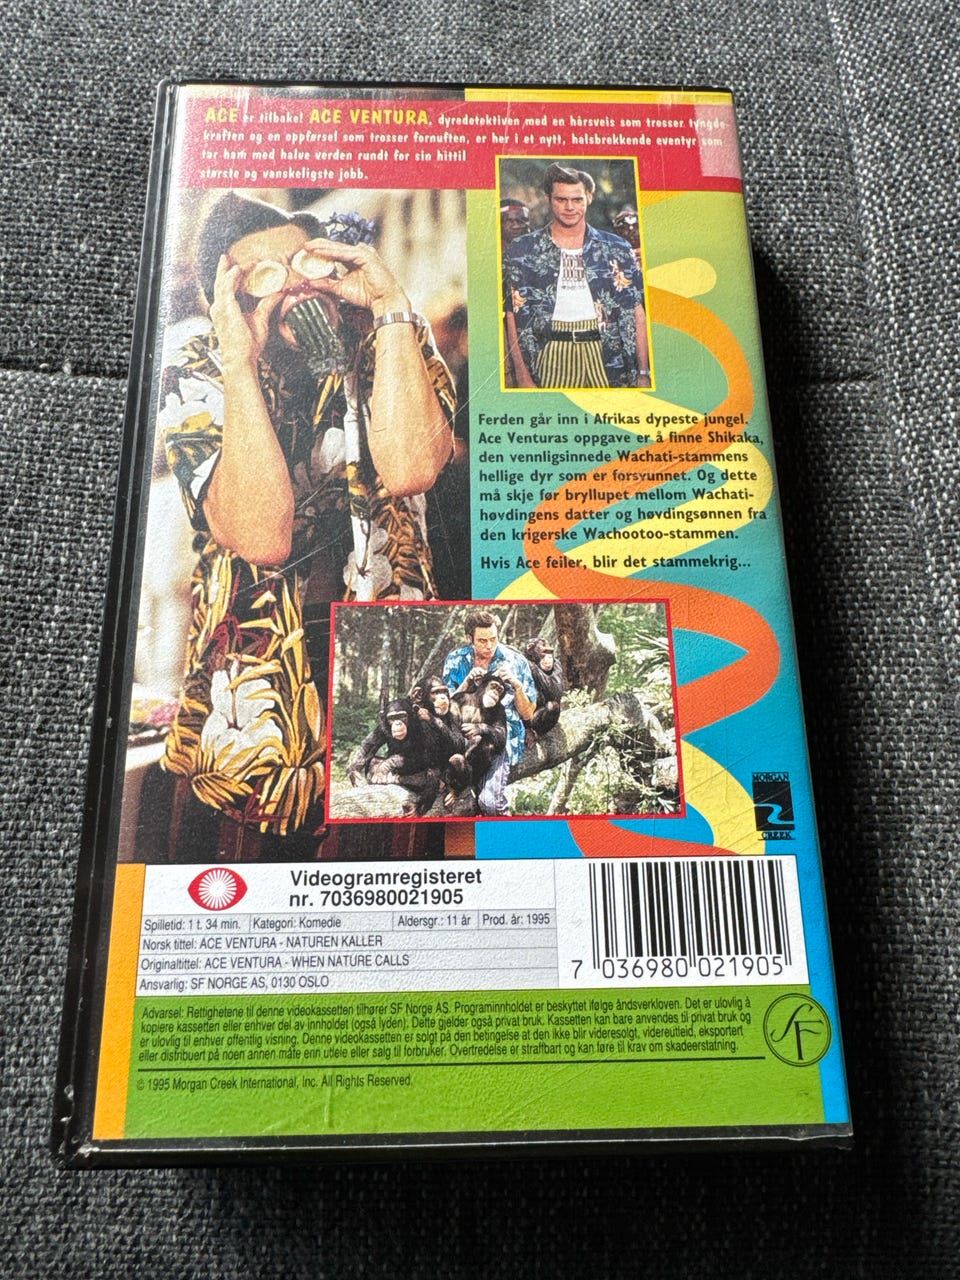 ACE er tilbake! ACE VENTURA, dyredetektiven med en hårsveis som trosser tyngde-
kraften og en oppførsel som trosser fornuften, er her i et nytt, halsbrekkende eventyr som
tar ham med halve verden rundt for sin hittil
største og vanskeligste jobb.
Ferden går inn i Afrikas dypeste jungel.
Ace Venturas oppgave er å finne Shikaka,
den vennligsinnede Wachati-stammens
hellige dyr som er forsvunnet. Og dette
må skje før bryllupet mellom Wachati-
høvdingens datter og høvdingsønnen fra
den krigerske Wachootoo-stammen.
Hvis Ace feiler, blir det stammekrig...
MORGAN
CREEK
Videogramregisteret
nr. 7036980021905
Spilletid: 1 t. 34 min. Kategori: Komedie Aldersgr.: 11 år Prod. år: 1995
Norsk tittel: ACE VENTURA - NATUREN KALLER
Originaltittel: ACE VENTURA - WHEN NATURE CALLS
Ansvarlig: SF NORGE AS, 0130 OSLO
7 036980 021905
Advarsel: Rettighetene til denne videokassetten tilhører SF Norge AS. Programinnholdet er beskyttet ifølge åndsverkloven. Det er ulovlig å
kopiere kassetten eller enhver del av innholdet (også lyden). Dette gjelder også privat bruk. Kassetten kan bare anvendes til privat bruk og
er ulovlig til enhver offentlig visning. Denne videokassetten er solgt på den betingelse at den ikke blir videresolgt, videreutleid, eksportert
eller distribuert på noen annen måte enn utleie eller salg til forbruker. Overtredelse er straffbart og kan føre til krav om skadeerstatning.
SF
© 1995 Morgan Creek International, Inc. All Rights Reserved.